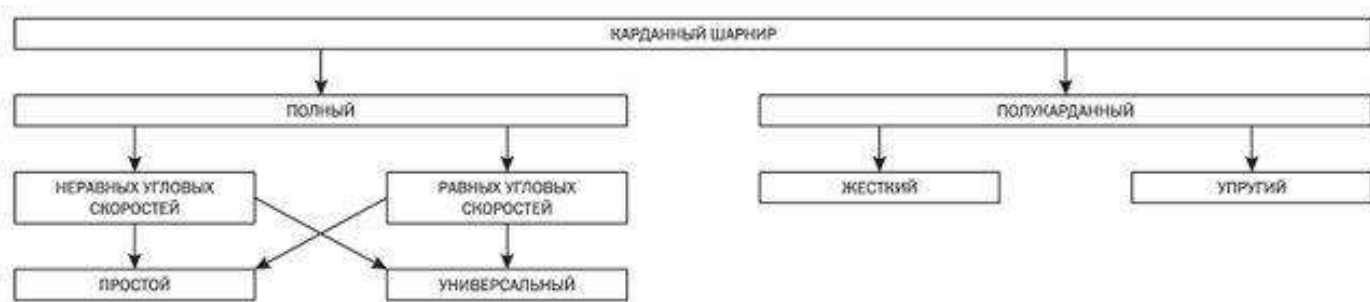 КАРДАННЫЙ ШАРНИР
ПОЛНЫЙ
ПОЛУКАРДАННЫЙ
НЕРАВНЫХ УГЛОВЫХ
СКОРОСТЕЙ
РАВНЫХ УГЛОВЫХ
СКОРОСТЕЙ
ЖЕСТКИЙ
УПРУГИЙ
ПРОСТОЙ
УНИВЕРСАЛЬНЫЙ